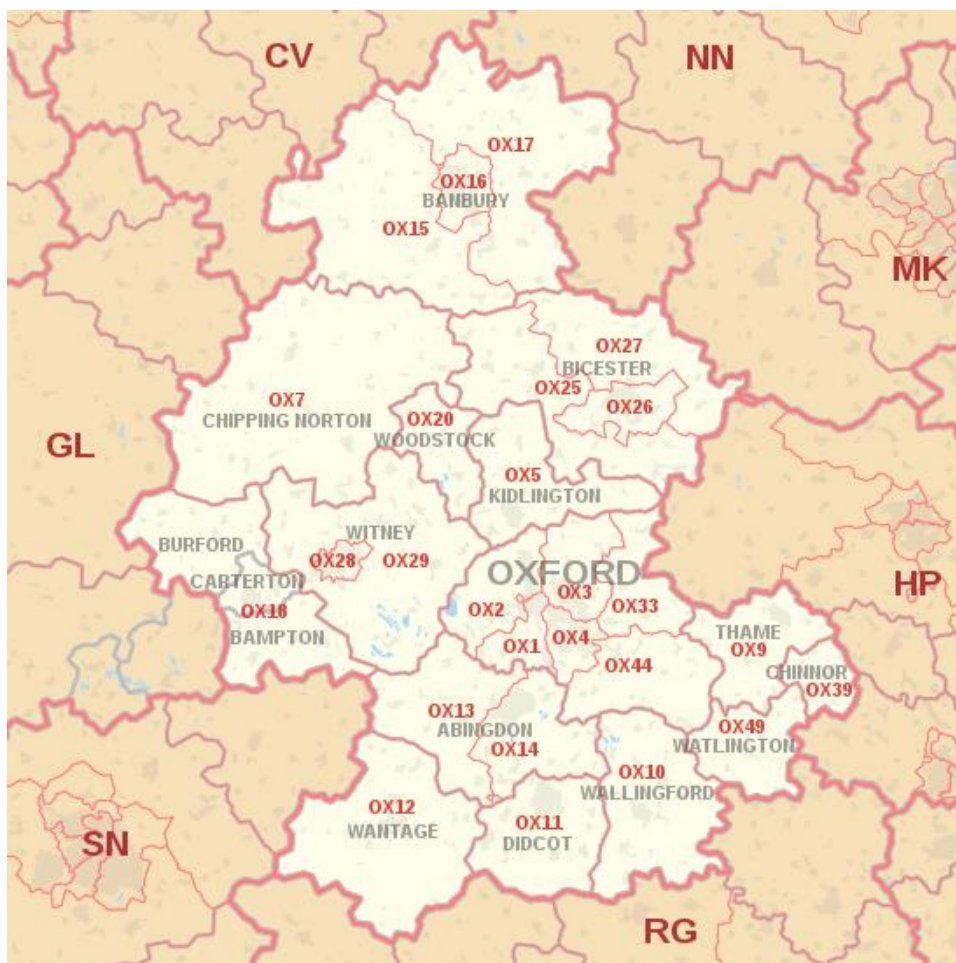 CV
NN
OX17
OX16
BANBURY
OX15
MK
OX27
BICESTER
OX25
OX7
OX26
CHIPPING NORTON
OX20
WOODSTOCK
GL
OX5
KIDLINGTON
WITNEY
BURFORD
OX28
OX29
OXFORD
CARTERTON
HP
OX3
OX18
OX2
OX33
BAMPTON
THAME
OX1
OX4
OX9
OX44
CHINNOR
OX39
OX13
ABINGDON
OX49
WATLINGTON
OX14
OX10
WALLINGFORD
OX12
WANTAGE
OX11
DIDCOT
SN
RG